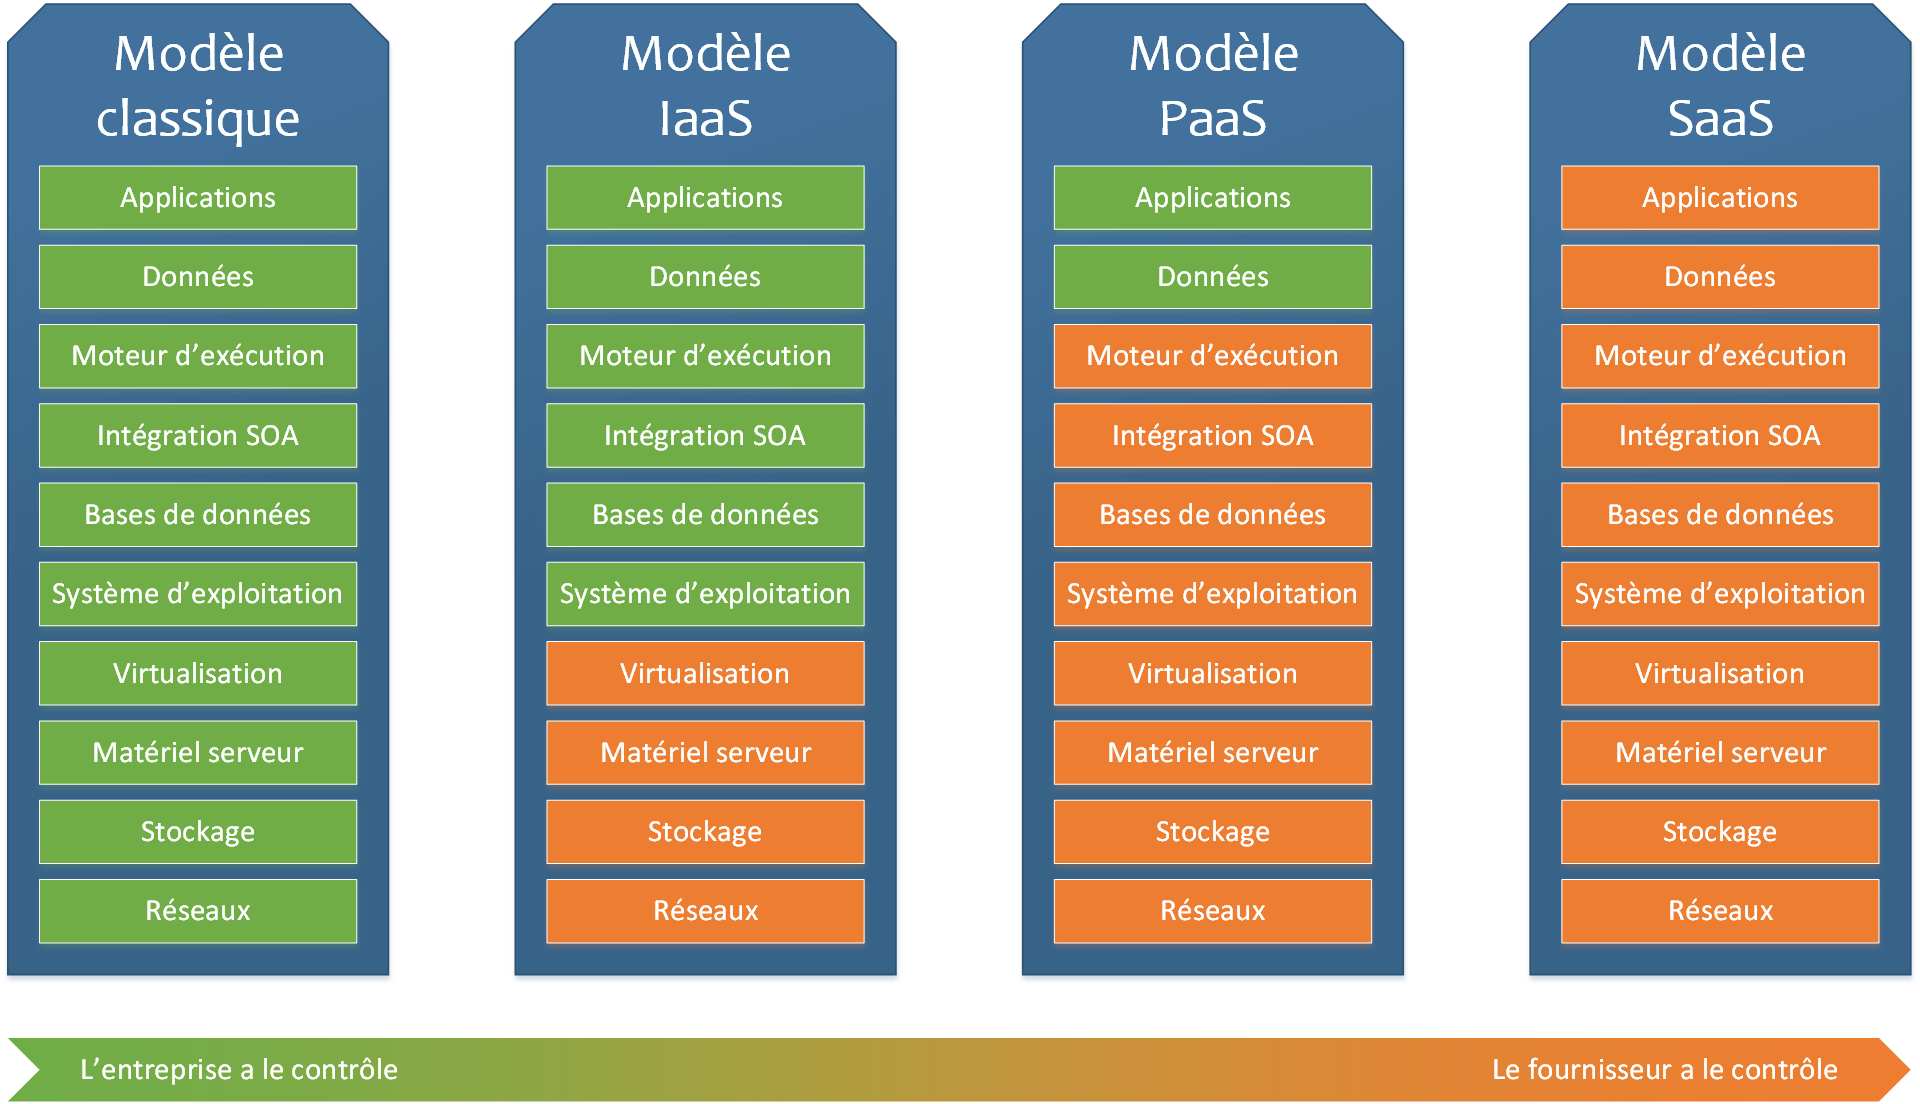 Modèle
classique
Applications
Données
Moteur d’exécution
Intégration SOA
Bases de données
Système d’exploitation
Virtualisation
Matériel serveur
Stockage
Réseaux
Modèle
IaaS
Applications
Données
Moteur d’exécution
Intégration SOA
Bases de données
Système d’exploitation
Virtualisation
Matériel serveur
Stockage
Réseaux
Modèle
PaaS
Applications
Données
Moteur d’exécution
Intégration SOA
Bases de données
Système d’exploitation
Virtualisation
Matériel serveur
Stockage
Réseaux
Modèle
SaaS
Applications
Données
Moteur d’exécution
Intégration SOA
Bases de données
Système d’exploitation
Virtualisation
Matériel serveur
Stockage
Réseaux
L’entreprise a le contrôle
Le fournisseur a le contrôle